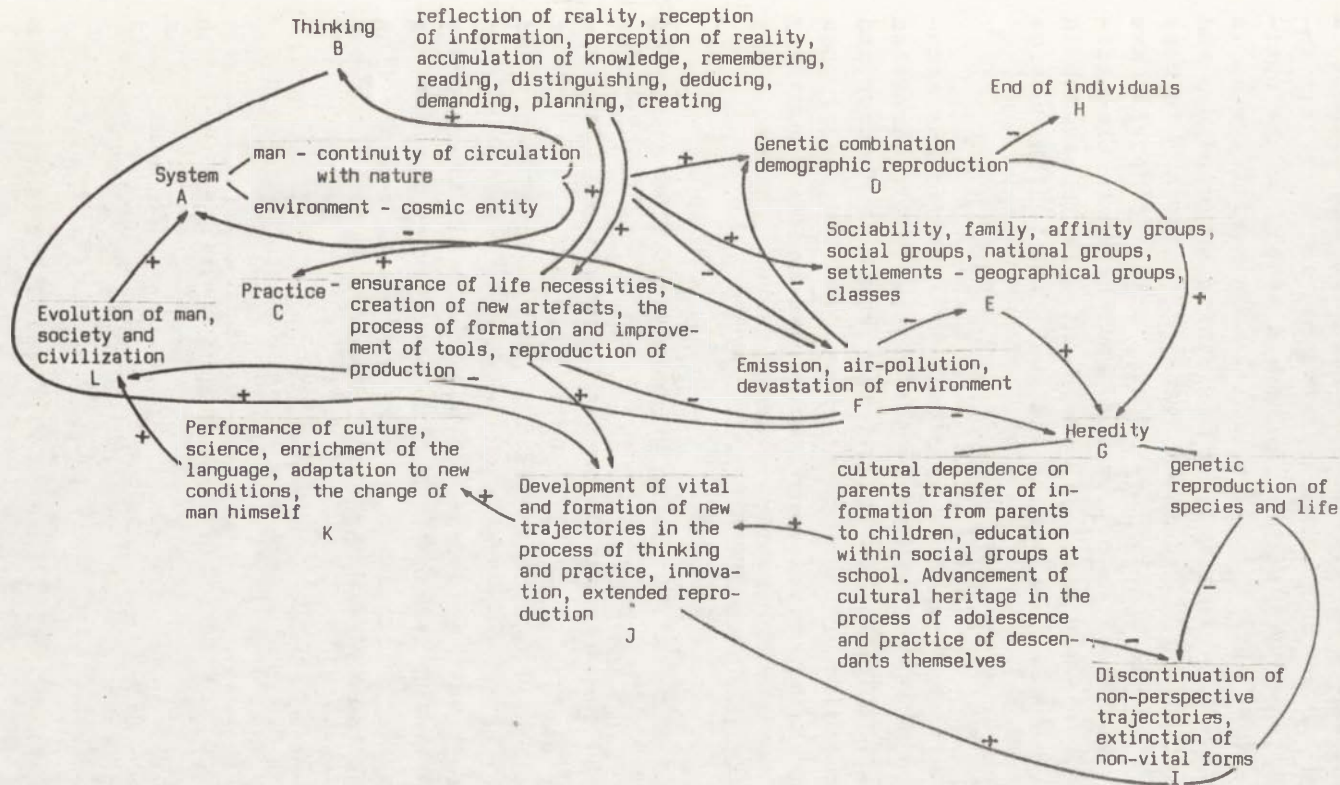 Thinking
B
reflection of reality, reception
of information, perception of reality,
accumulation of knowledge, remembering,
reading, distinguishing, deducing,
demanding, planning, creating
+
System
A
man - continuity of circulation
with nature
environment - cosmic entity
+
-
+
+
+
+
-
-
+
Genetic combination
demographic reproduction
D
-
End of individuals
H
Sociability, family, affinity groups,
social groups, national groups,
settlements - geographical groups,
classes
E
+
+
Practice -
C
ensurance of life necessities,
creation of new artefacts, the
process of formation and improve-
ment of tools, reproduction of
production
-
Evolution of man,
society and
civilization
L
+
+
+
-
-
-
Emission, air-pollution,
devastation of environment
F
Heredity
G
Performance of culture,
science, enrichment of the
language, adaptation to new
conditions, the change of
man himself
K
+
Development of vital
and formation of new
trajectories in the
process of thinking
and practice, innova-
tion, extended repro-
duction
J
+
cultural dependence on
parents transfer of in-
formation from parents
to children, education
within social groups at
school. Advancement of
cultural heritage in the
process of adolescence
and practice of descen-
dants themselves
genetic
reproduction of
species and life
-
-
+
Discontinuation of
non-perspective
trajectories,
extinction of
non-vital forms
I